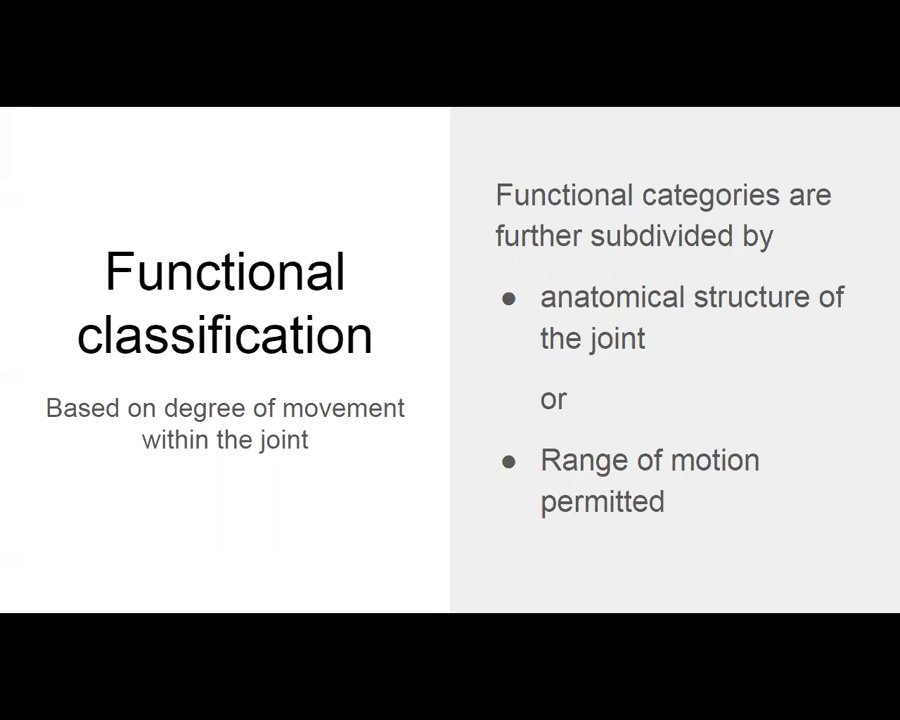 Functional
classification
Based on degree of movement
within the joint
Functional categories are
further subdivided by
● anatomical structure of
the joint
or
● Range of motion
permitted